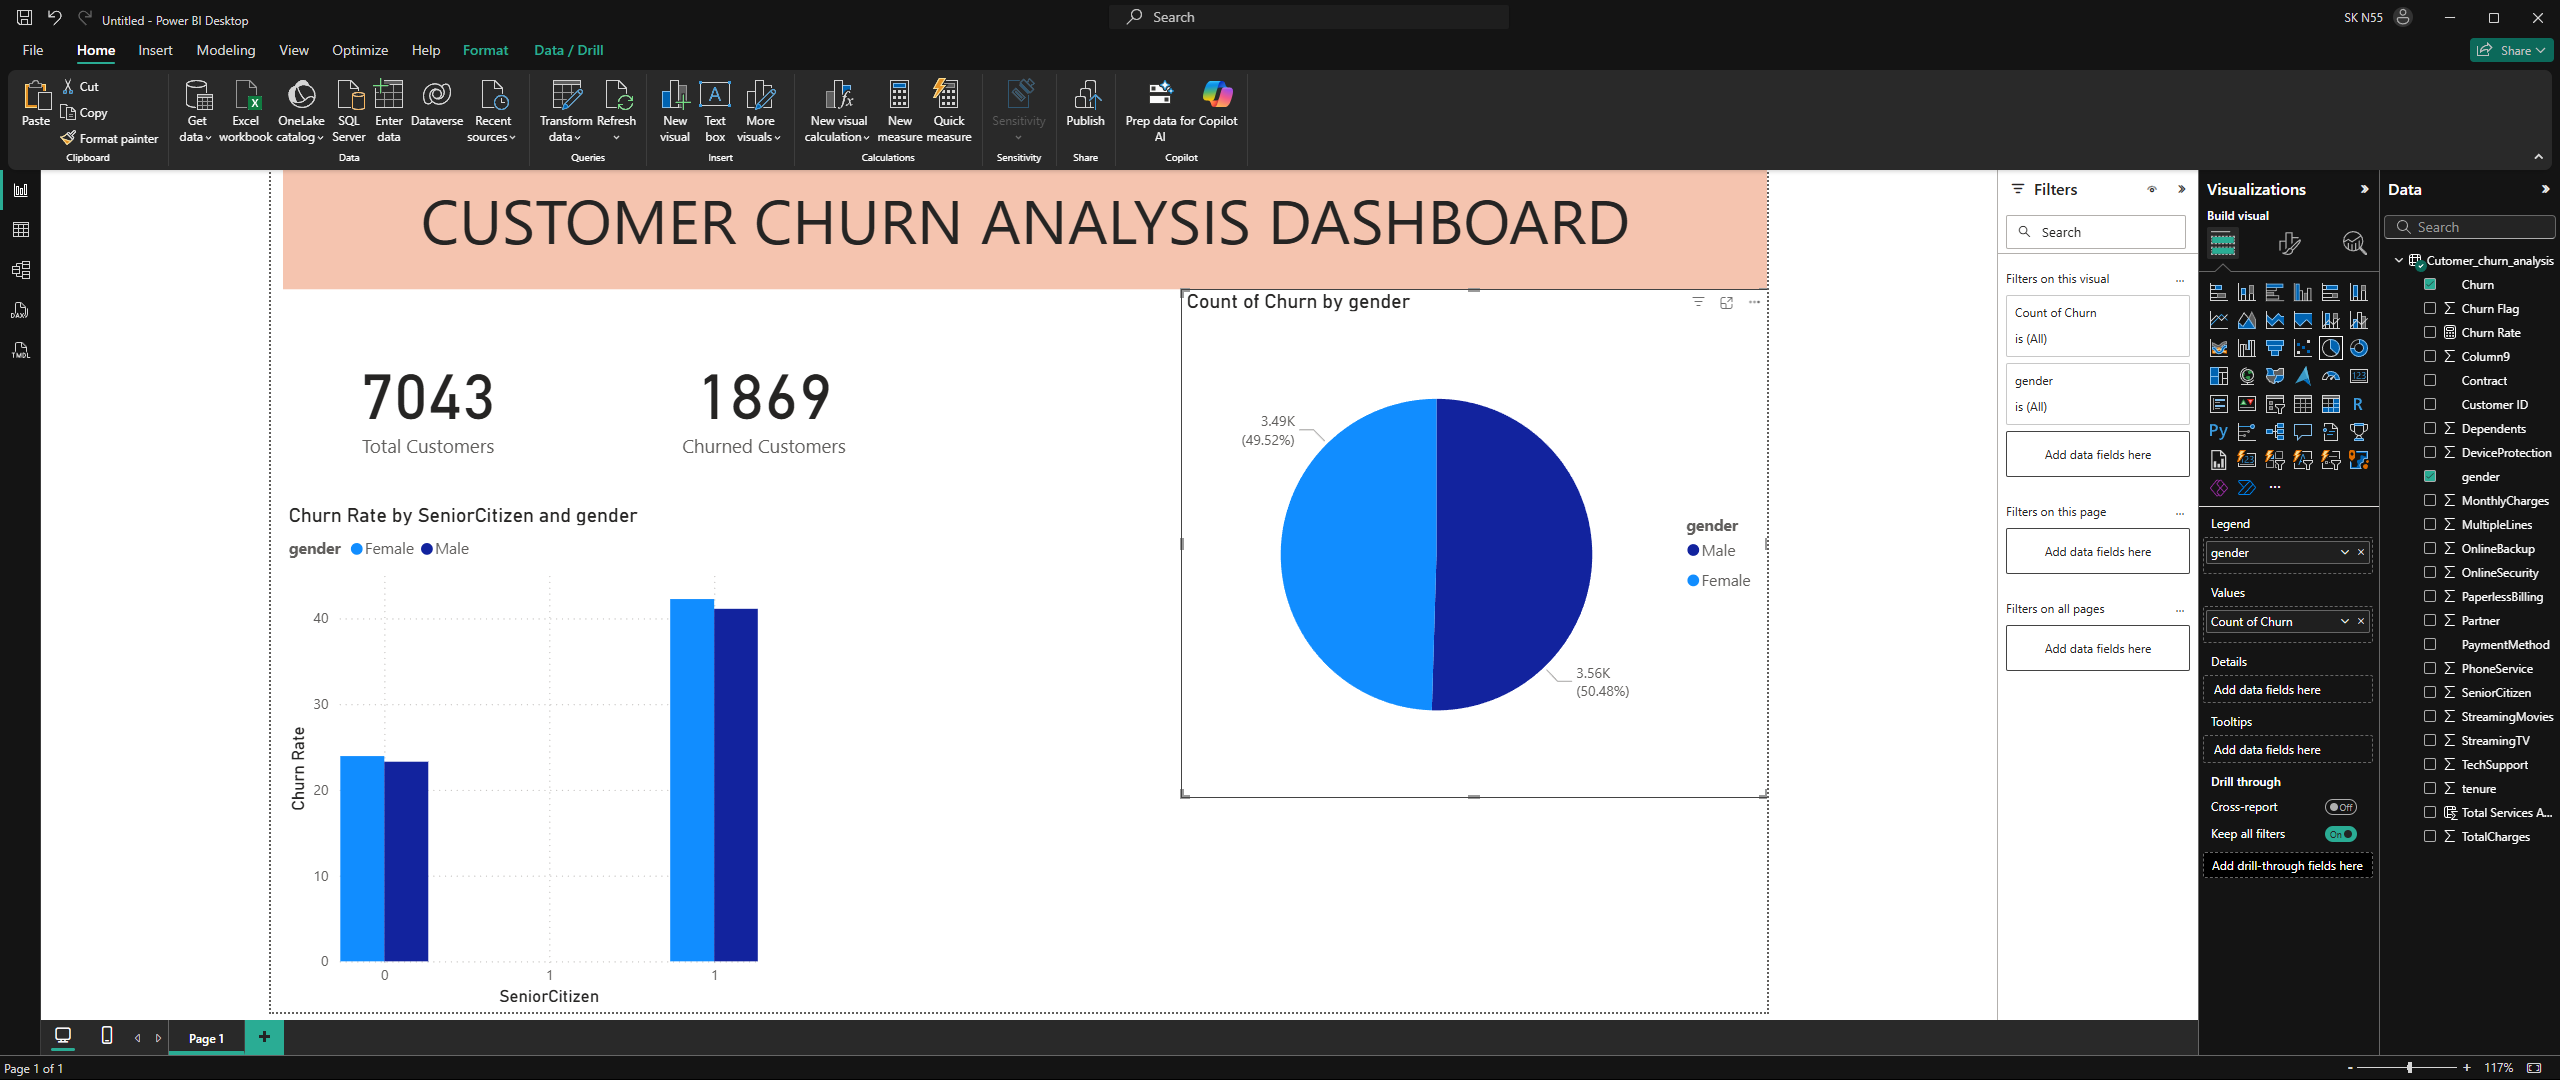 Untitled - Power BI Desktop
Search
SK N55
File Home Insert Modeling View Optimize Help Format Data / Drill
Share
Paste
Cut
Copy
Format painter
Clipboard
Get data
Excel workbook
OneLake catalog
SQL Server
Enter data
Dataverse
Recent sources
Data
Transform data
Refresh
Queries
New visual
Text box
More visuals
Insert
New visual calculation
New measure
Quick measure
Calculations
Sensitivity
Sensitivity
Publish
Share
Prep data for AI
Copilot
Copilot
DAX
TMDL
CUSTOMER CHURN ANALYSIS DASHBOARD
7043
Total Customers
1869
Churned Customers
Churn Rate by SeniorCitizen and gender
gender Female Male
40
30
20
10
0
Churn Rate
0 1 1
SeniorCitizen
Count of Churn by gender
3.49K
(49.52%)
3.56K
(50.48%)
gender
Male
Female
Filters
Search
Filters on this visual
Count of Churn
is (All)
gender
is (All)
Add data fields here
Filters on this page
Add data fields here
Filters on all pages
Add data fields here
Visualizations
Build visual
123
R
Py
123
Legend
gender
Values
Count of Churn
Details
Add data fields here
Tooltips
Add data fields here
Drill through
Cross-report
Off
Keep all filters
On
Add drill-through fields here
Data
Search
Cutomer_churn_analysis
Churn
Churn Flag
Churn Rate
Column9
Contract
Customer ID
Dependents
DeviceProtection
gender
MonthlyCharges
MultipleLines
OnlineBackup
OnlineSecurity
PaperlessBilling
Partner
PaymentMethod
PhoneService
SeniorCitizen
StreamingMovies
StreamingTV
TechSupport
tenure
Total Services A...
TotalCharges
Page 1
Page 1 of 1
117%